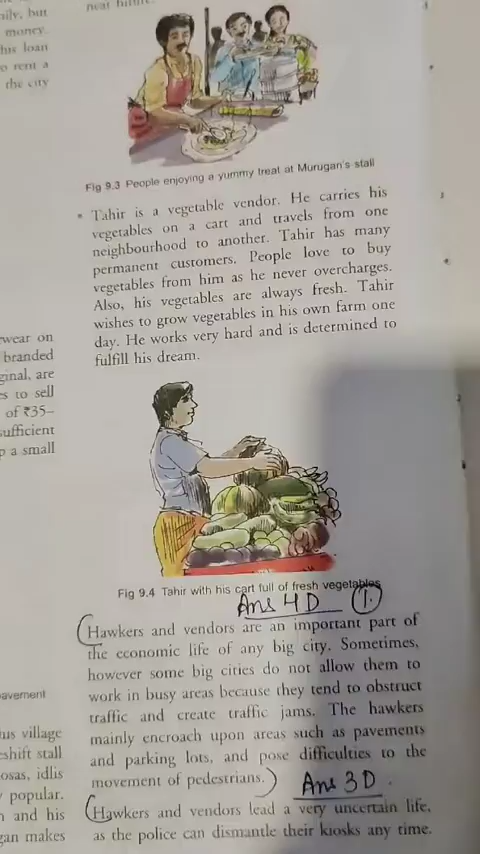 ily, but
money.
his loan
o rent a
the city
Fig 9.3 People enjoying a yummy treat at Murugan's stall
• Tahir is a vegetable vendor. He carries his
vegetables on a cart and travels from one
neighbourhood to another. Tahir has many
permanent customers. People love to buy
vegetables from him as he never overcharges.
Also, his vegetables are always fresh. Tahir
wishes to grow vegetables in his own farm one
day. He works very hard and is determined to
fulfill his dream.
wear on
branded
ginal, are
es to sell
of ₹35–
sufficient
p a small
Fig 9.4 Tahir with his cart full of fresh vegetables
Ans 4D 1.
(Hawkers and vendors are an important part of
the economic life of any big city. Sometimes,
however some big cities do not allow them to
work in busy areas because they tend to obstruct
traffic and create traffic jams. The hawkers
mainly encroach upon areas such as pavements
and parking lots, and pose difficulties to the
movement of pedestrians.)
Ans 3D.
(Hawkers and vendors lead a very uncertain life,
as the police can dismantle their kiosks any time.
pavement
his village
eshift stall
osas, idlis
popular.
n and his
gan makes